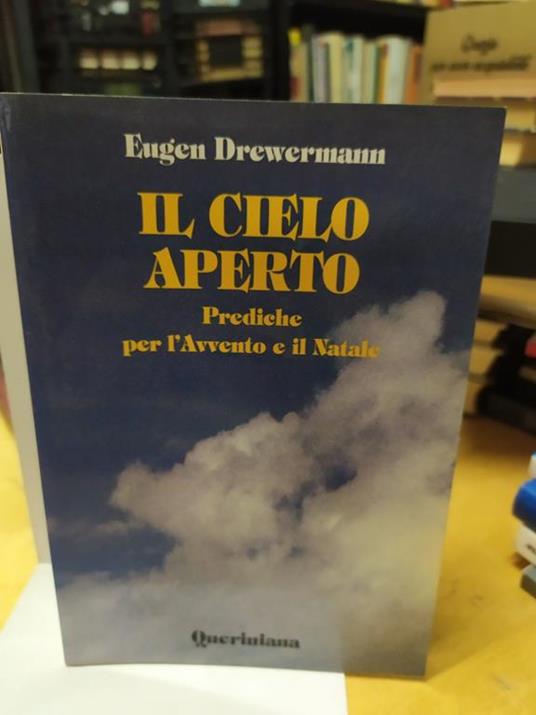 Eugen Drewermann
IL CIELO
APERTO
Prediche
per l'Avvento e il Natale
Queriniana